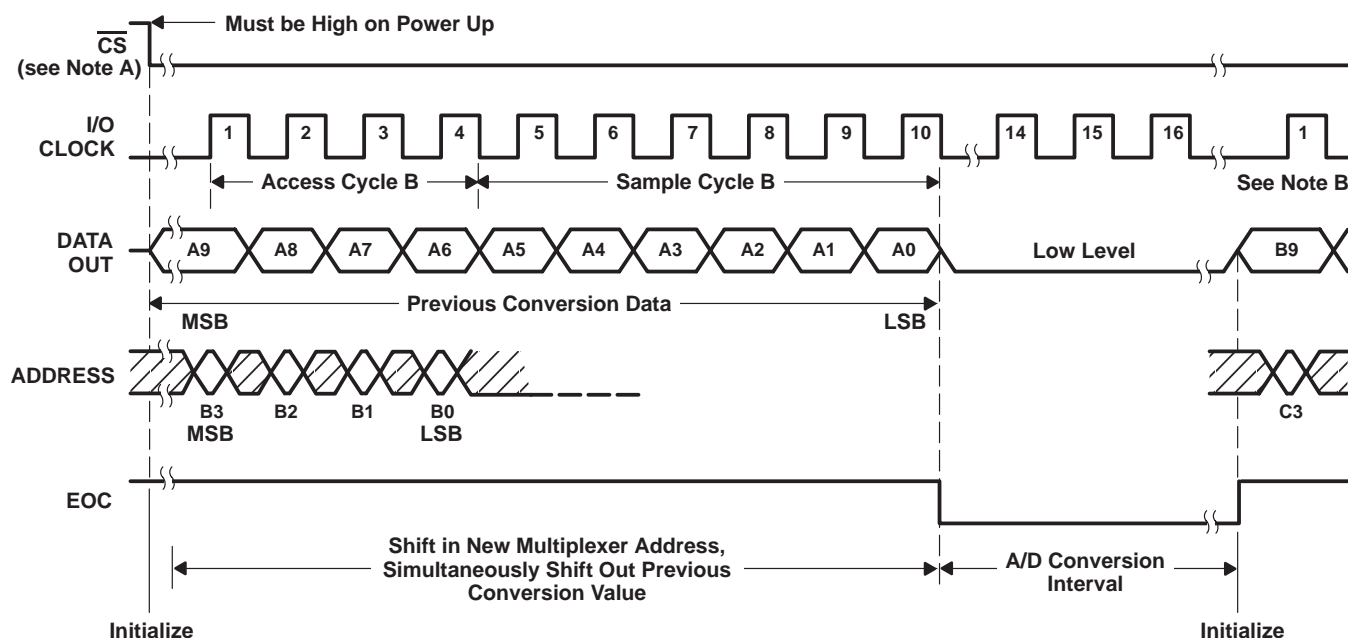 Must be High on Power Up
CS
(see Note A)
I/O
CLOCK
1 2 3 4 5 6 7 8 9 10 14 15 16 1
Access Cycle B
Sample Cycle B
See Note B
DATA
OUT
A9 A8 A7 A6 A5 A4 A3 A2 A1 A0
Low Level
B9
Previous Conversion Data
MSB
LSB
ADDRESS
B3 B2 B1 B0
MSB
LSB
C3
EOC
Shift in New Multiplexer Address,
Simultaneously Shift Out Previous
Conversion Value
A/D Conversion
Interval
Initialize
Initialize